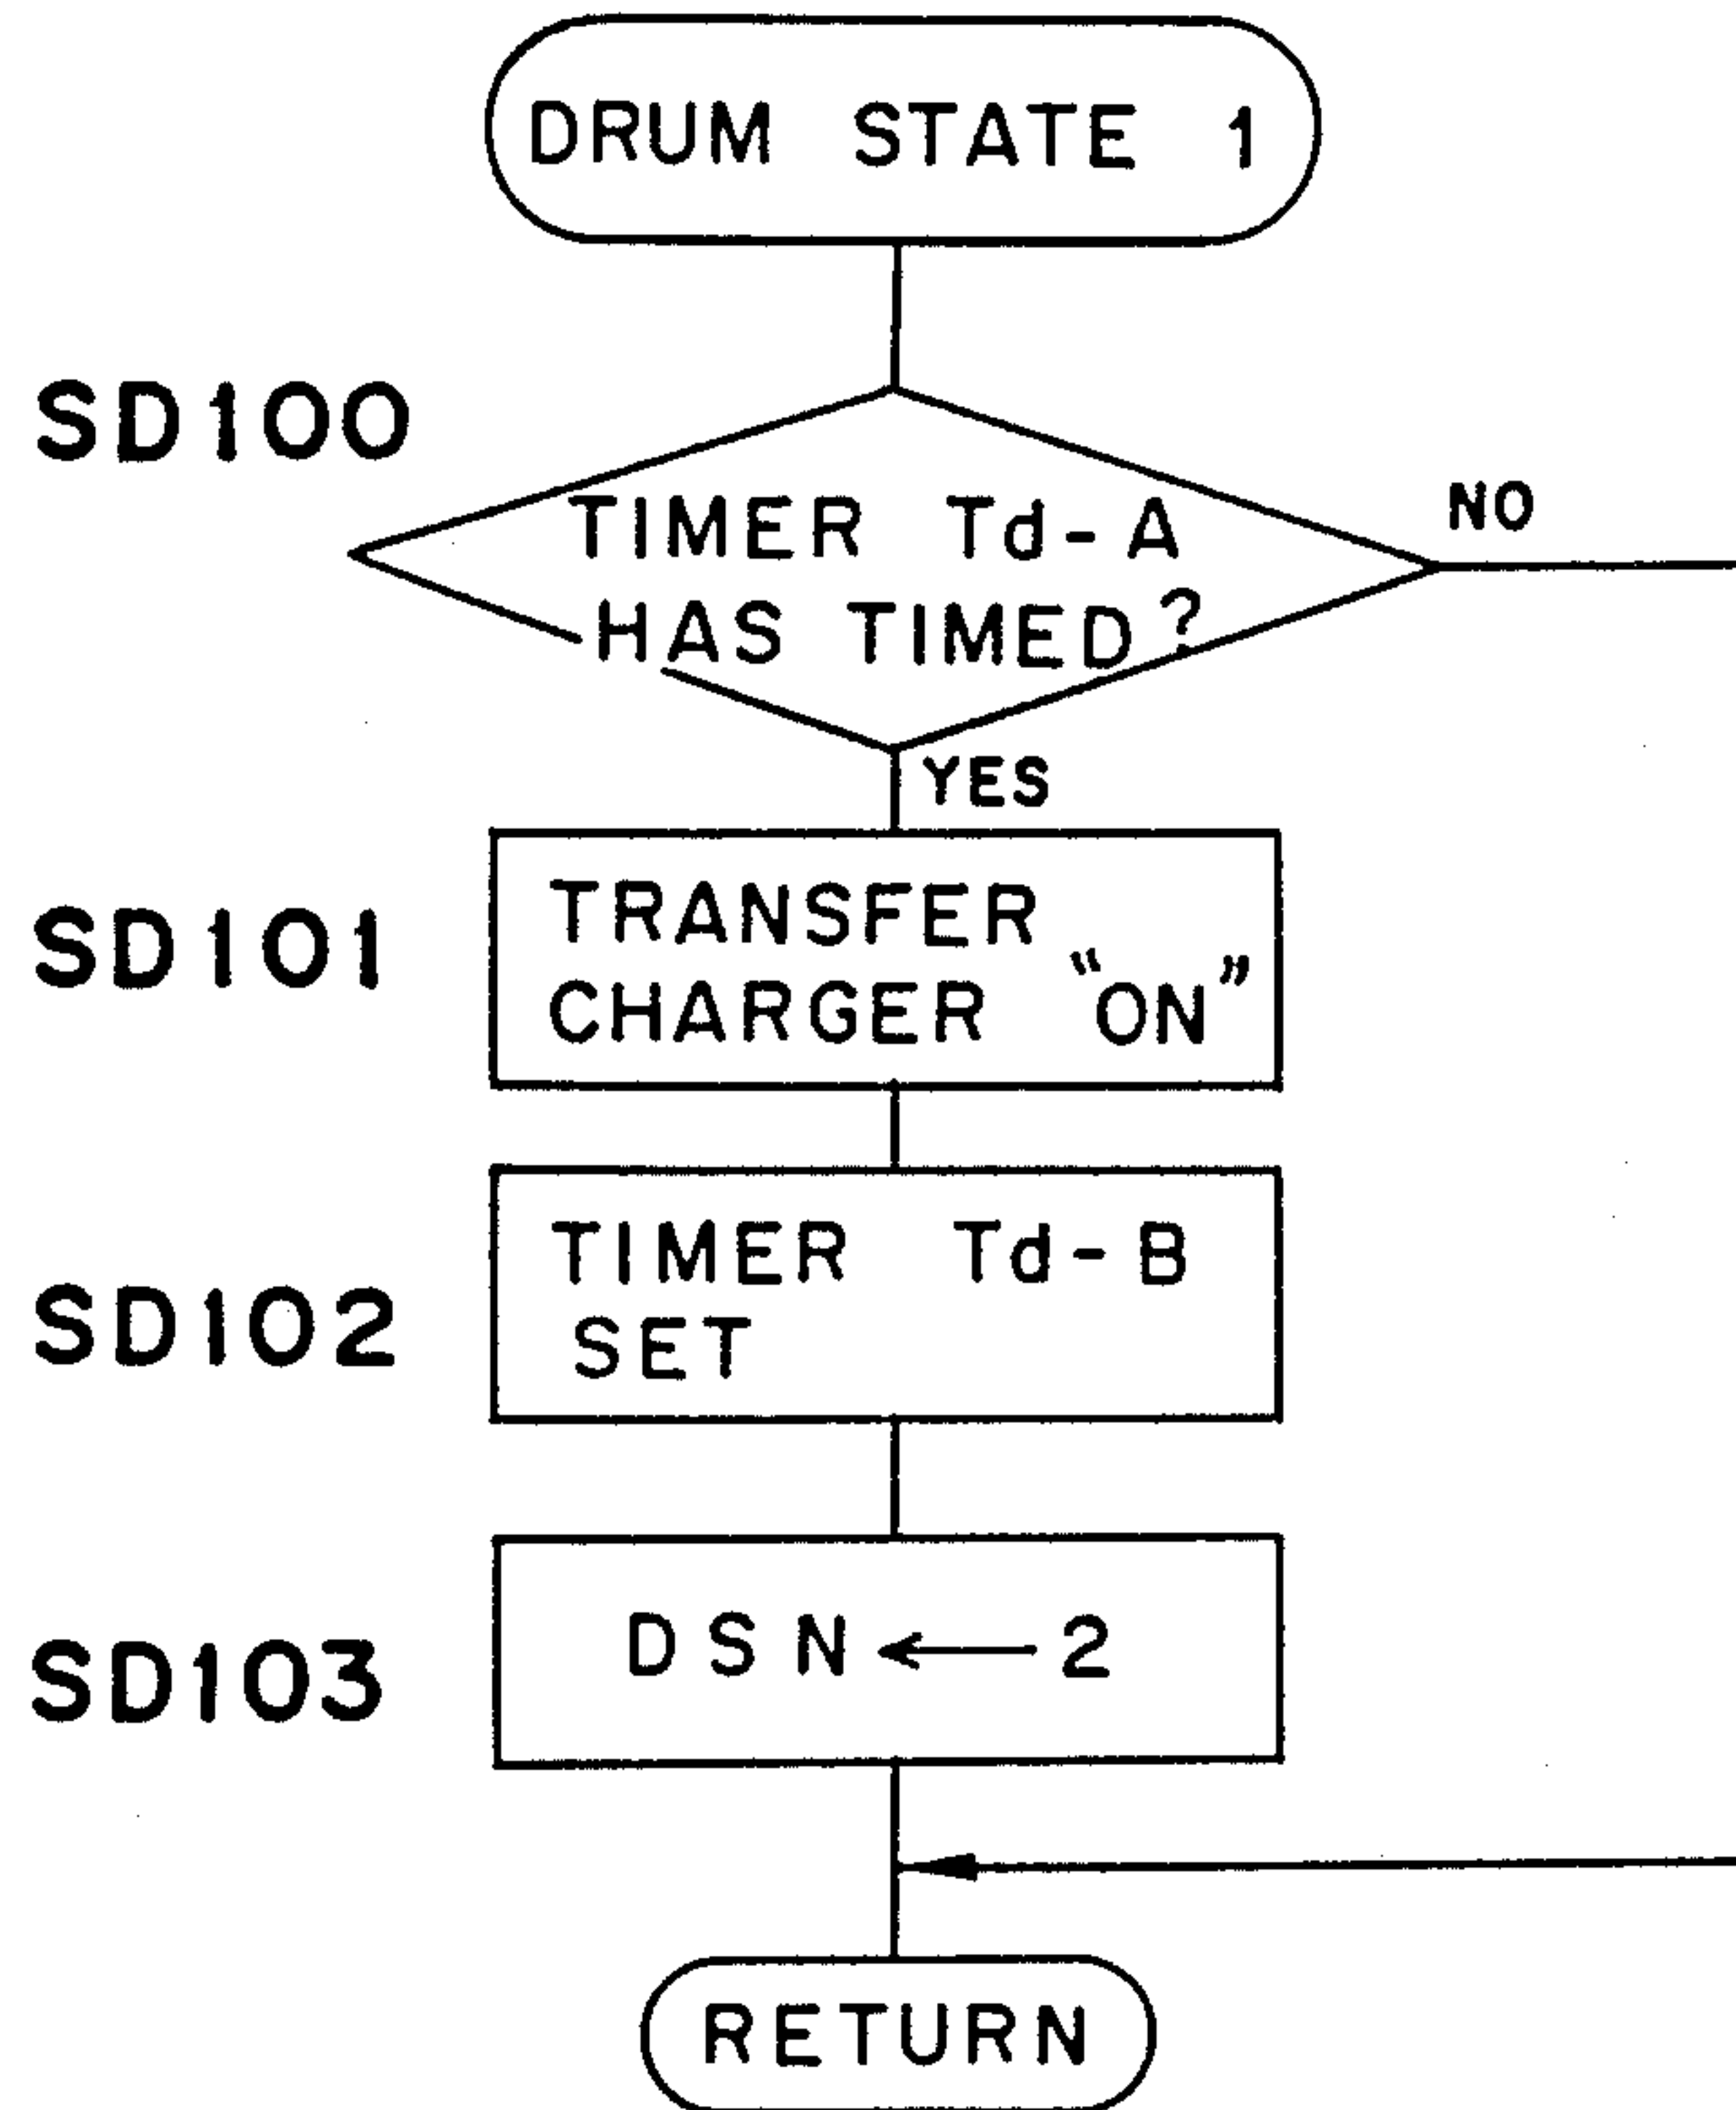 DRUM STATE 1
SD100
TIMER Td-A
HAS TIMED?
NO
YES
SD101
TRANSFER
CHARGER "ON"
SD102
TIMER Td-B
SET
SD103
DSN ← 2
RETURN